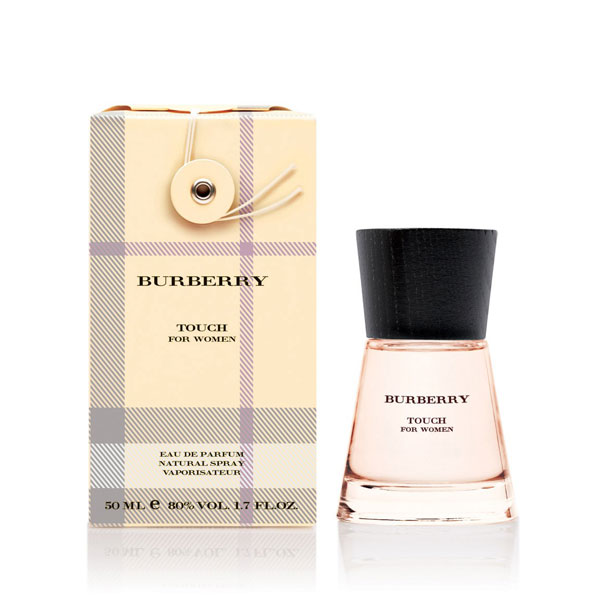 BURBERRY
TOUCH
FOR WOMEN
EAU DE PARFUM
NATURAL SPRAY
VAPORISATEUR
50 ML e 80% VOL. 1.7 FL.OZ.
BURBERRY
TOUCH
FOR WOMEN